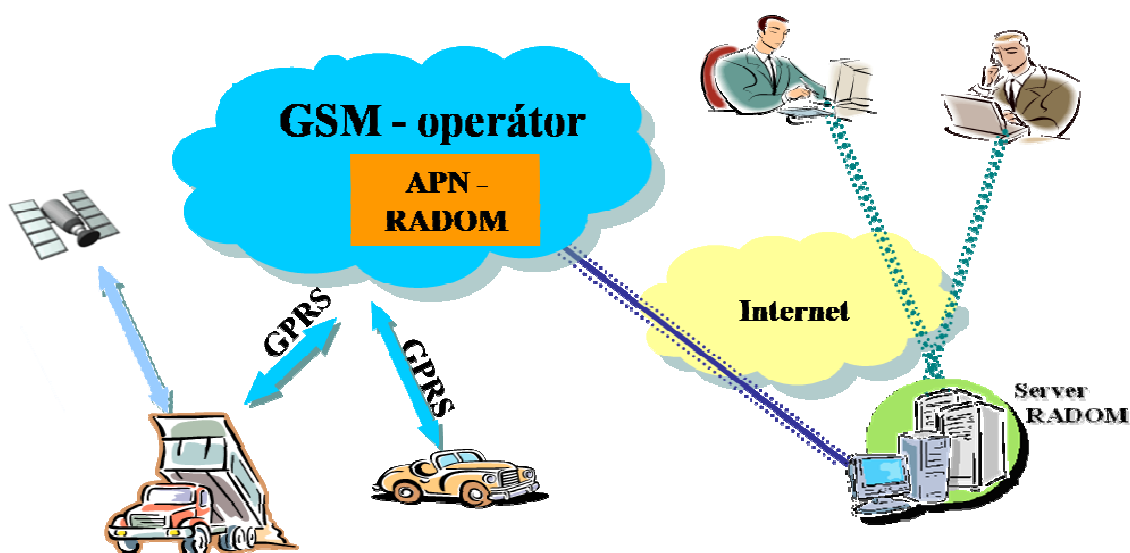 GSM - operátor
APN -
RADOM
GPRS
GPRS
Internet
Server
RADOM